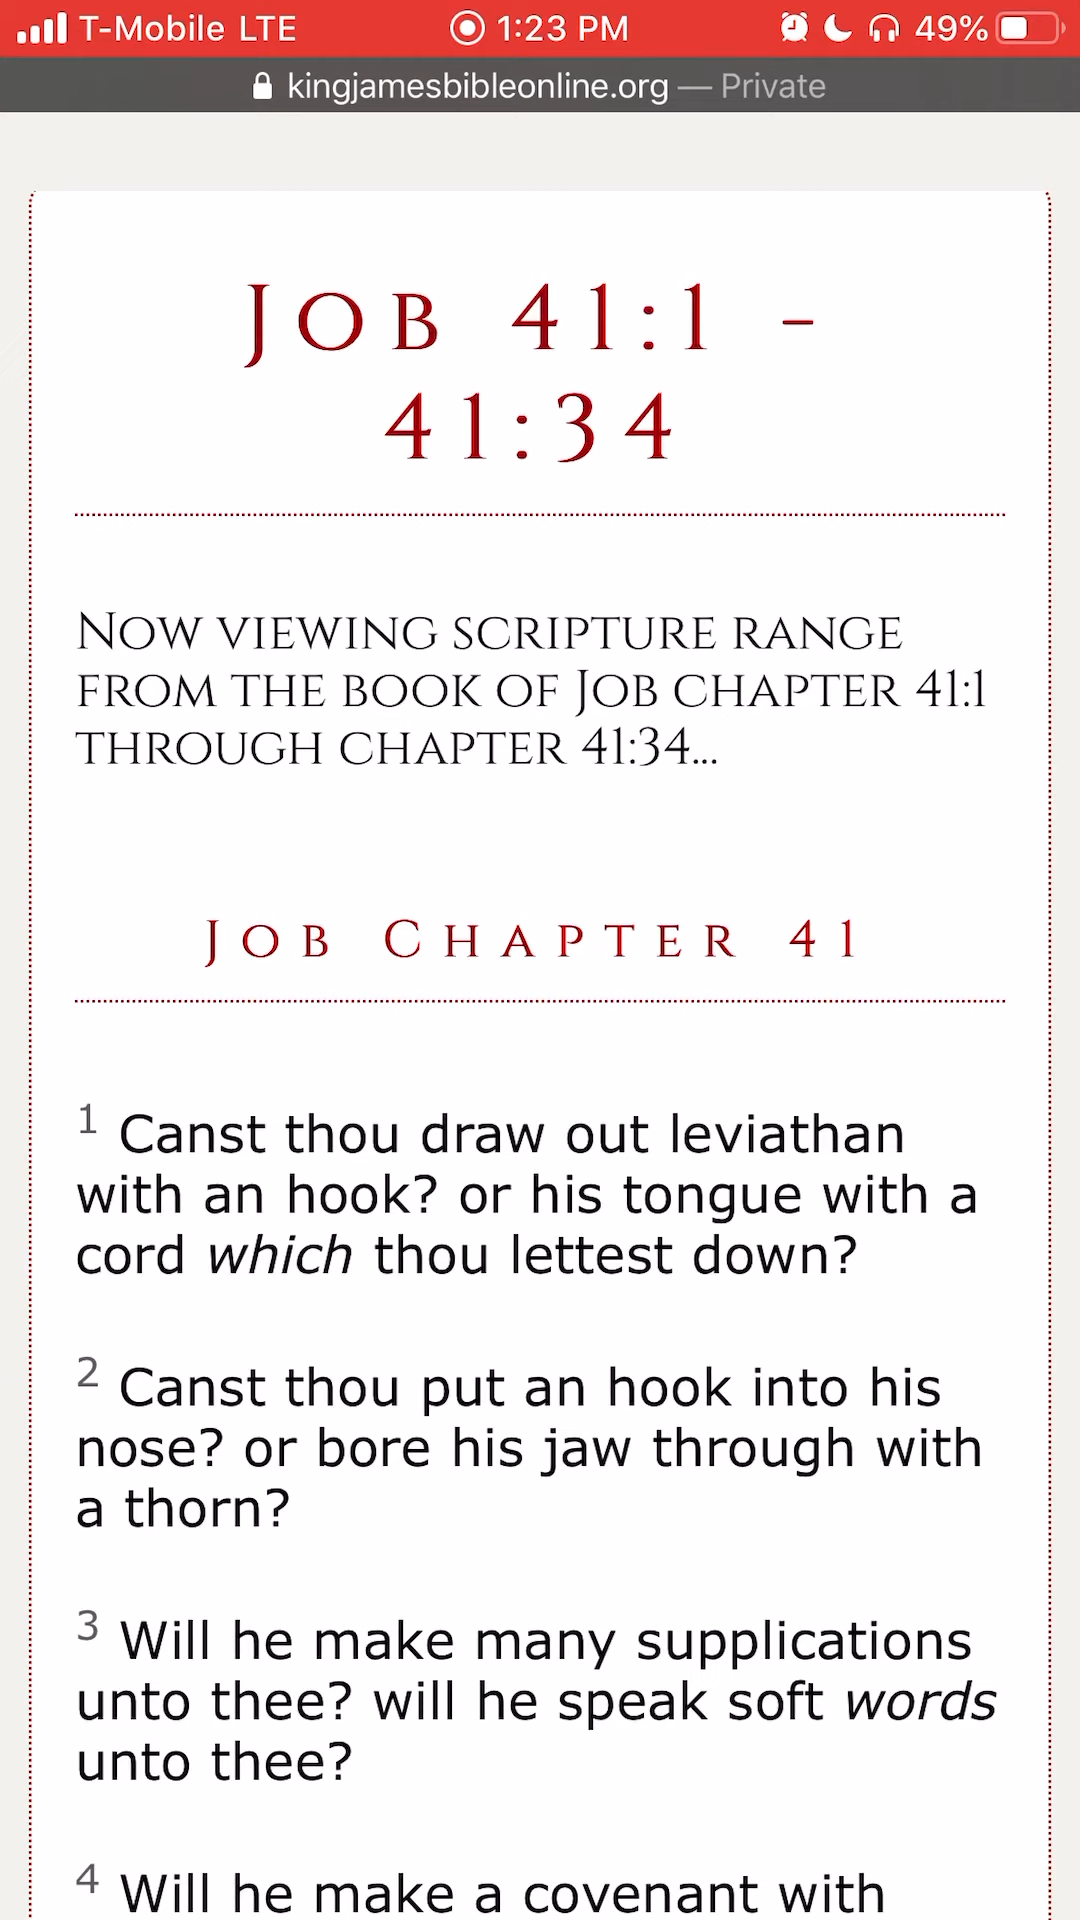 T-Mobile LTE 1:23 PM 49%
kingjamesbibleonline.org — Private
Job 41:1 -
41:34
Now viewing scripture range
from the book of Job chapter 41:1
through chapter 41:34...
Job Chapter 41
1 Canst thou draw out leviathan
with an hook? or his tongue with a
cord which thou lettest down?
2 Canst thou put an hook into his
nose? or bore his jaw through with
a thorn?
3 Will he make many supplications
unto thee? will he speak soft words
unto thee?
4 Will he make a covenant with